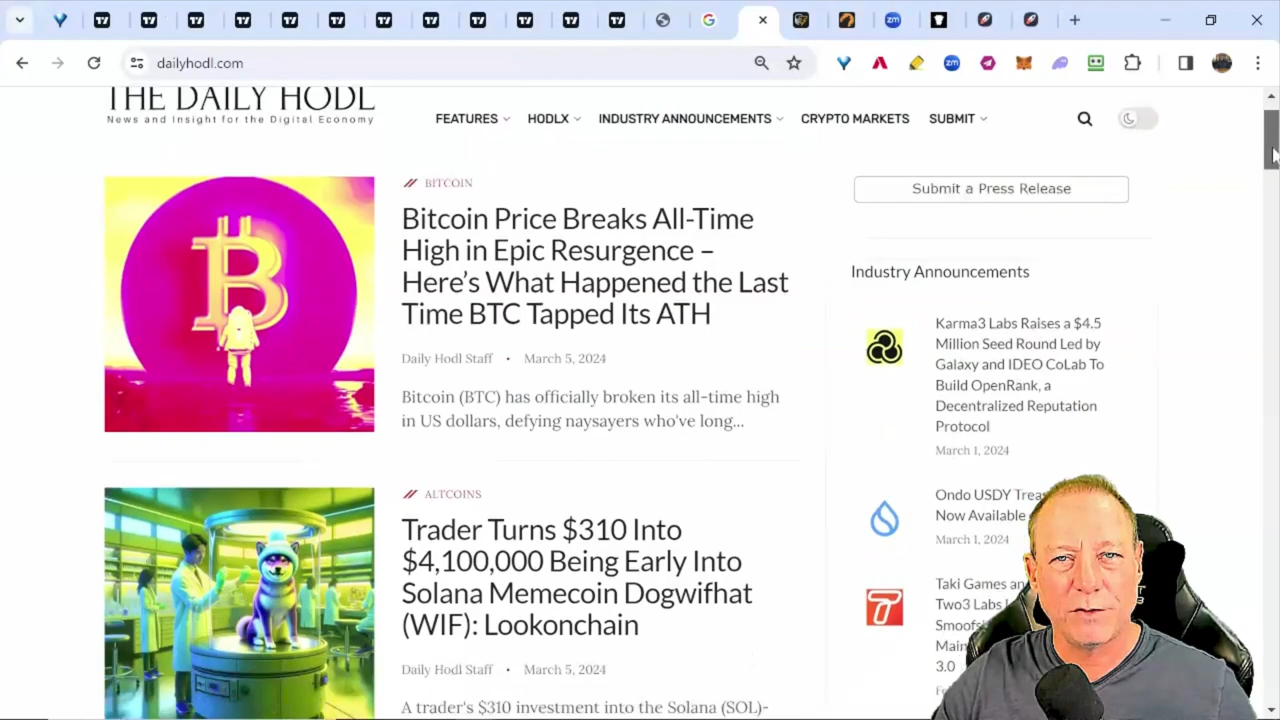 dailyhodl.com
THE DAILY HODL
News and Insight for the Digital Economy
FEATURES
HODLX
INDUSTRY ANNOUNCEMENTS
CRYPTO MARKETS
SUBMIT
BITCOIN
Bitcoin Price Breaks All-Time
High in Epic Resurgence –
Here's What Happened the Last
Time BTC Tapped Its ATH
Daily Hodl Staff • March 5, 2024
Bitcoin (BTC) has officially broken its all-time high
in US dollars, defying naysayers who've long...
ALTCOINS
Trader Turns $310 Into
$4,100,000 Being Early Into
Solana Memecoin Dogwifhat
(WIF): Lookonchain
Daily Hodl Staff • March 5, 2024
A trader's $310 investment into the Solana (SOL)-
Submit a Press Release
Industry Announcements
Karma3 Labs Raises a $4.5
Million Seed Round Led by
Galaxy and IDEO CoLab To
Build OpenRank, a
Decentralized Reputation
Protocol
March 1, 2024
Ondo USDY
Now Available
March 1, 2024
Taki Games
Two3 Labs
3.0
zm
zm